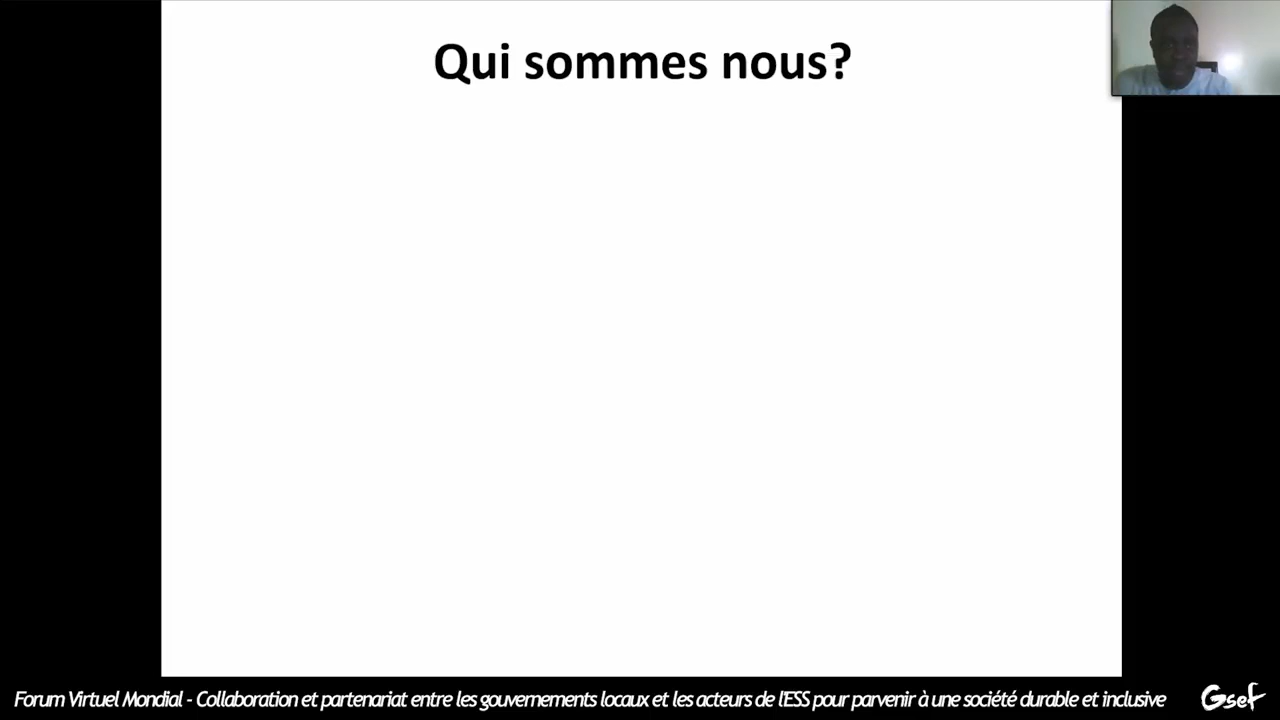 Qui sommes nous?
Forum Virtuel Mondial - Collaboration et partenariat entre les gouvernements locaux et les acteurs de l'ESS pour parvenir à une société durable et inclusive
Gsef